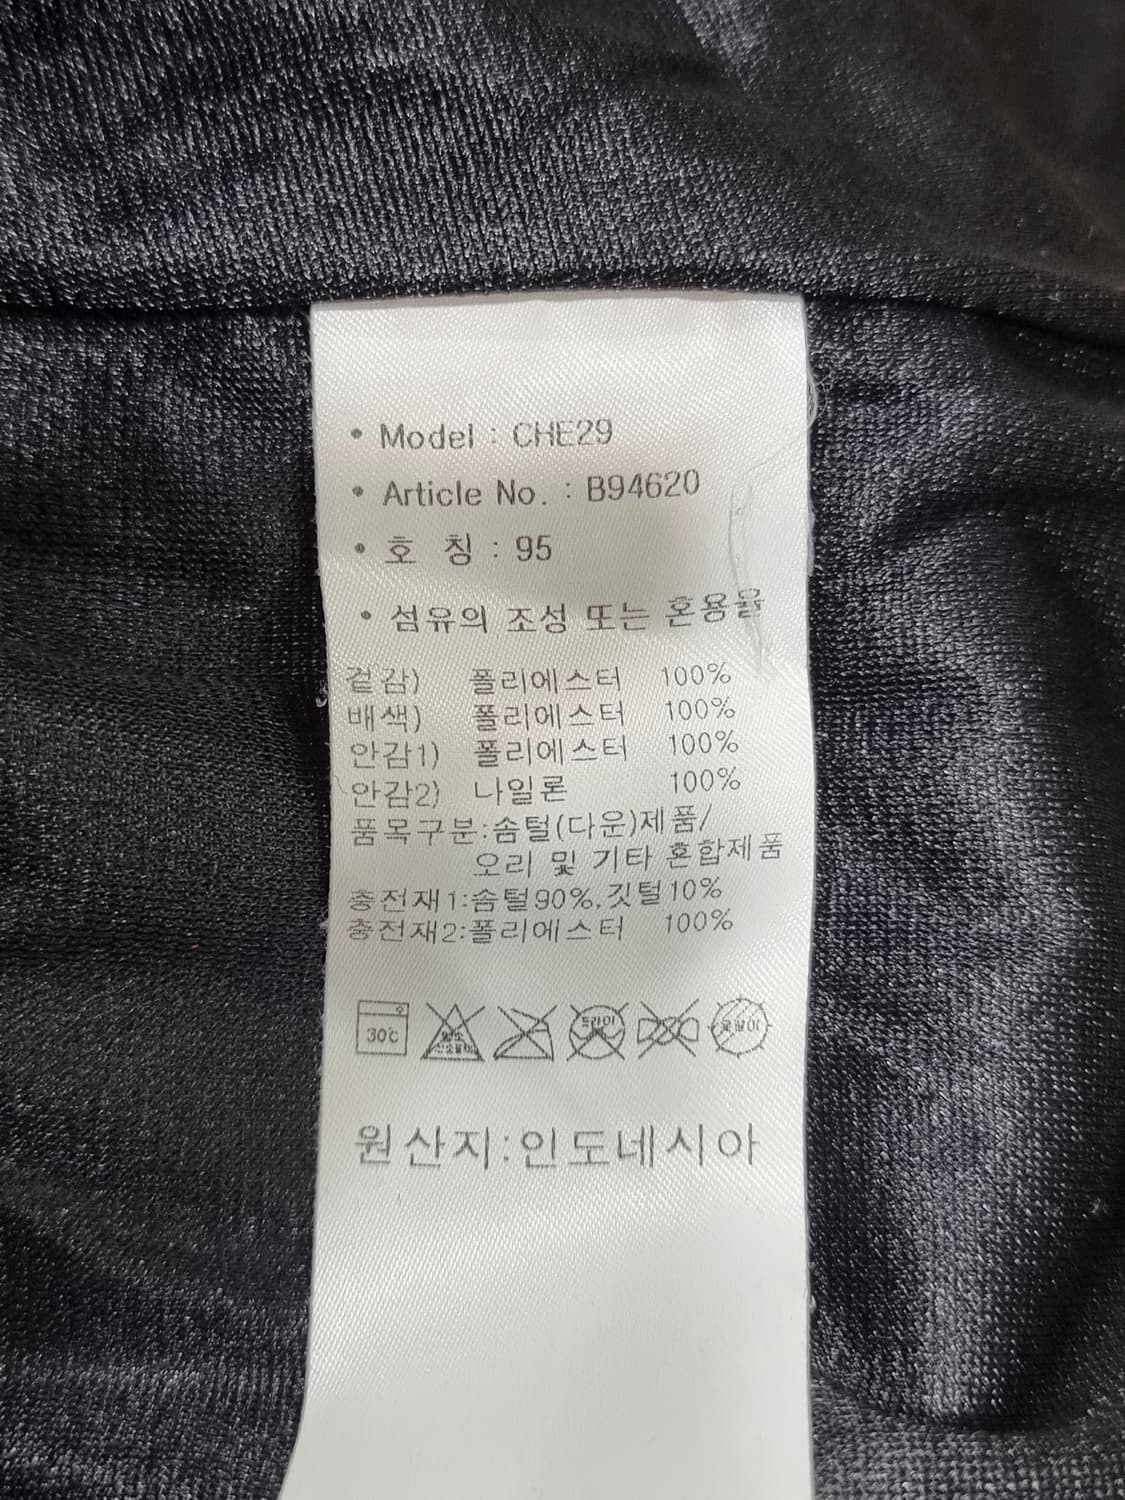 • Model : CHE29
• Article No. : B94620
• 호 칭 : 95
• 섬유의 조성 또는 혼용율
겉감) 폴리에스터 100%
배색) 폴리에스터 100%
안감1) 폴리에스터 100%
안감2) 나일론 100%
품목구분:솜털(다운)제품/
오리 및 기타 혼합제품
충전재1:솜털90%,깃털10%
충전재2:폴리에스터 100%
30℃ 드라이
원산지:인도네시아